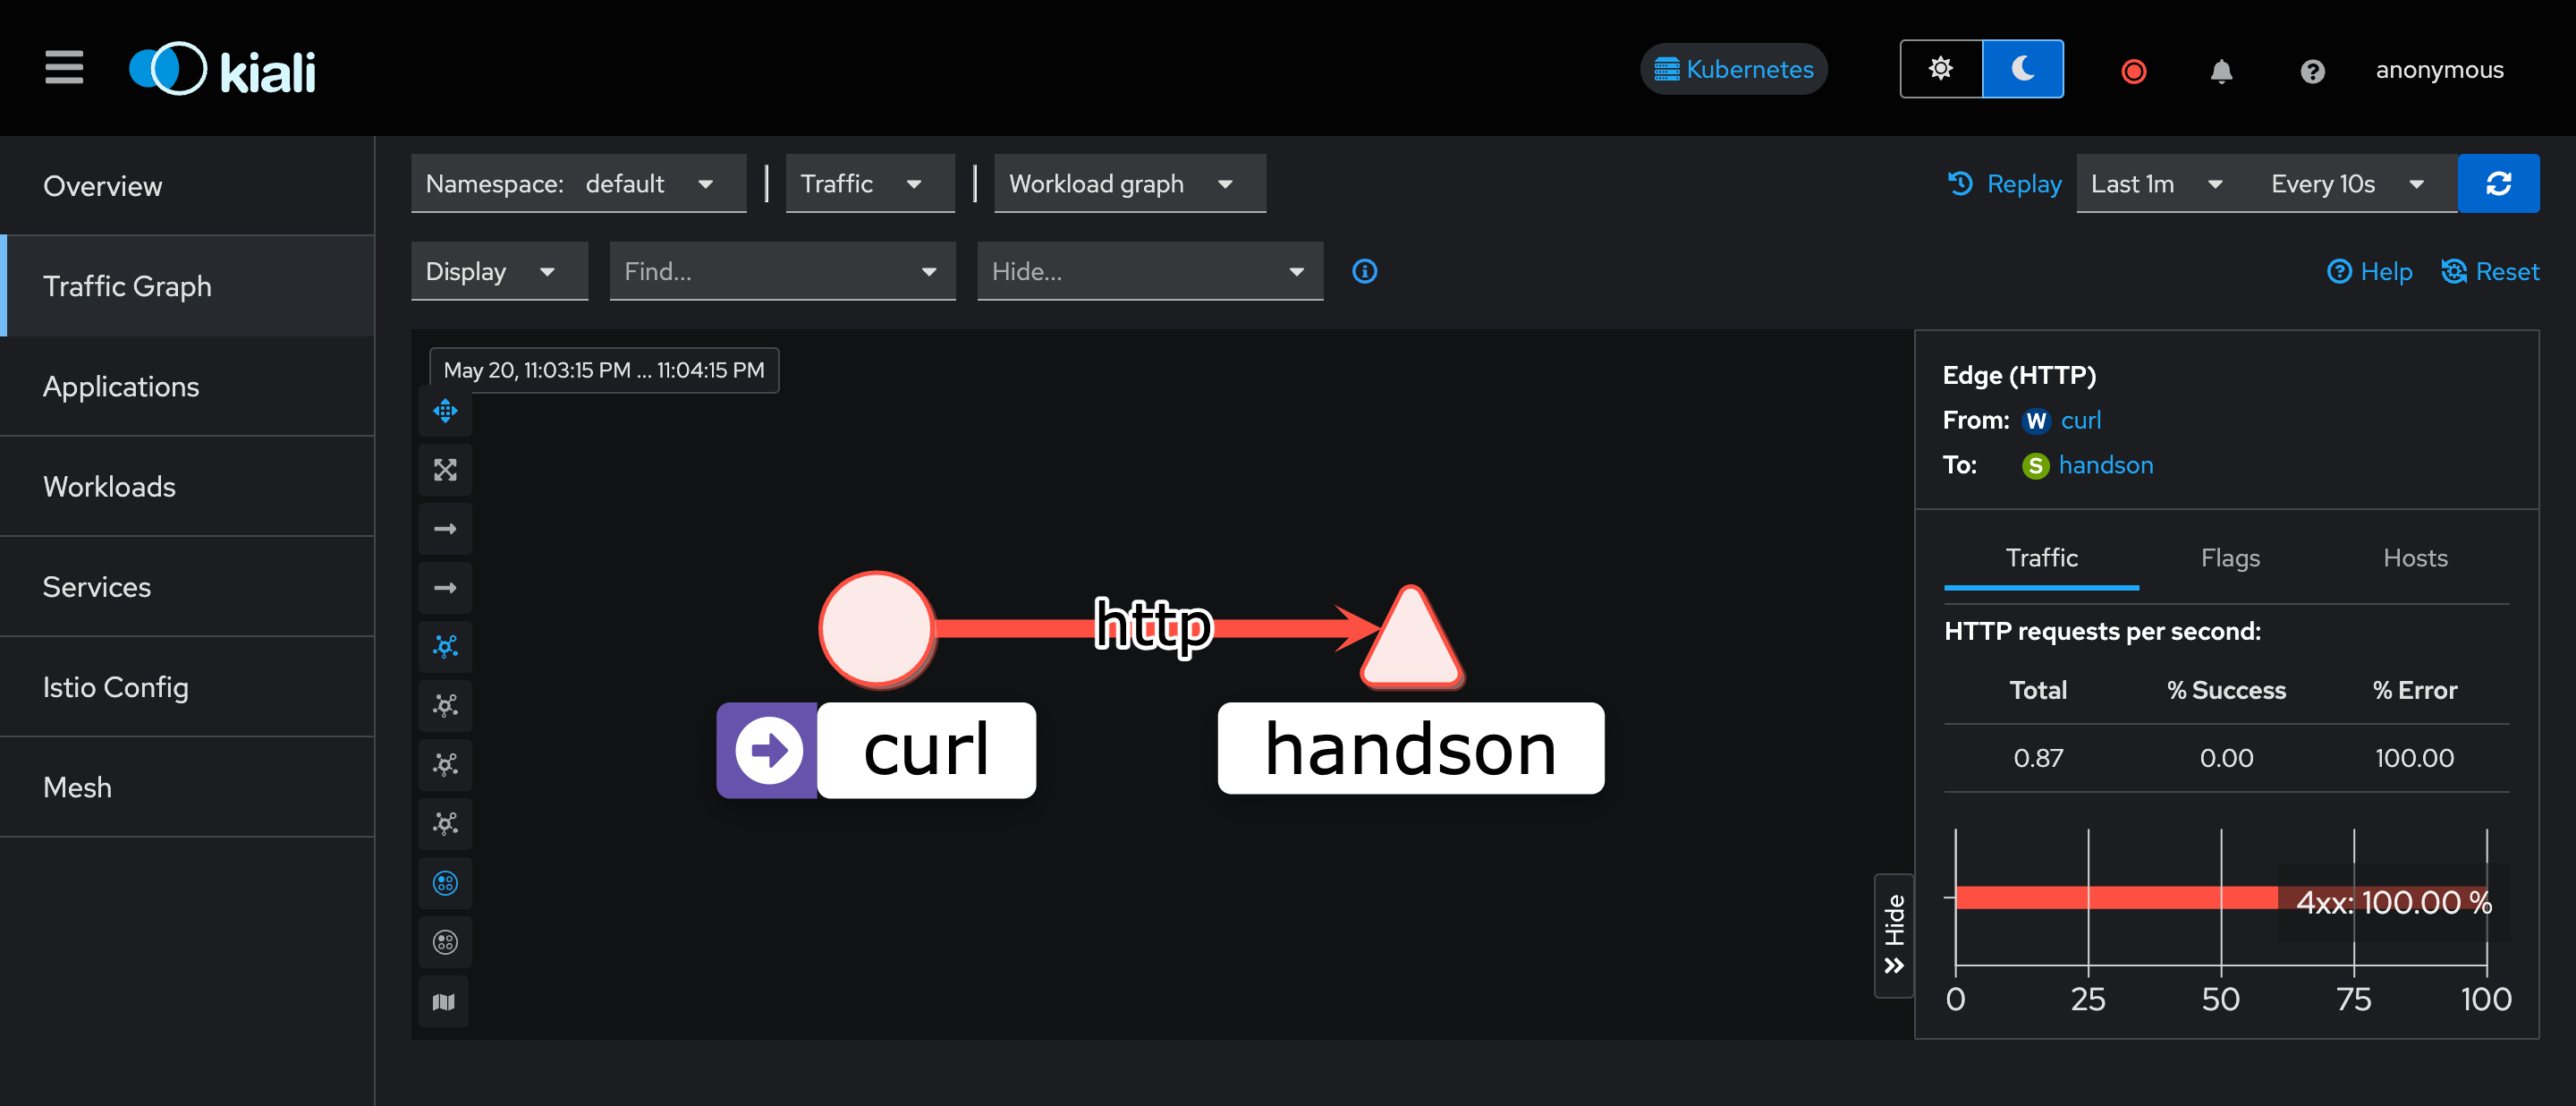 kiali
Kubernetes
anonymous
Overview
Traffic Graph
Applications
Workloads
Services
Istio Config
Mesh
Namespace: default
Traffic
Workload graph
Replay
Last 1m
Every 10s
Display
Find...
Hide...
Help
Reset
May 20, 11:03:15 PM ... 11:04:15 PM
http
curl
handson
Hide
Edge (HTTP)
From: W curl
To: S handson
Traffic Flags Hosts
HTTP requests per second:
Total % Success % Error
0.87 0.00 100.00
4xx: 100.00 %
0 25 50 75 100